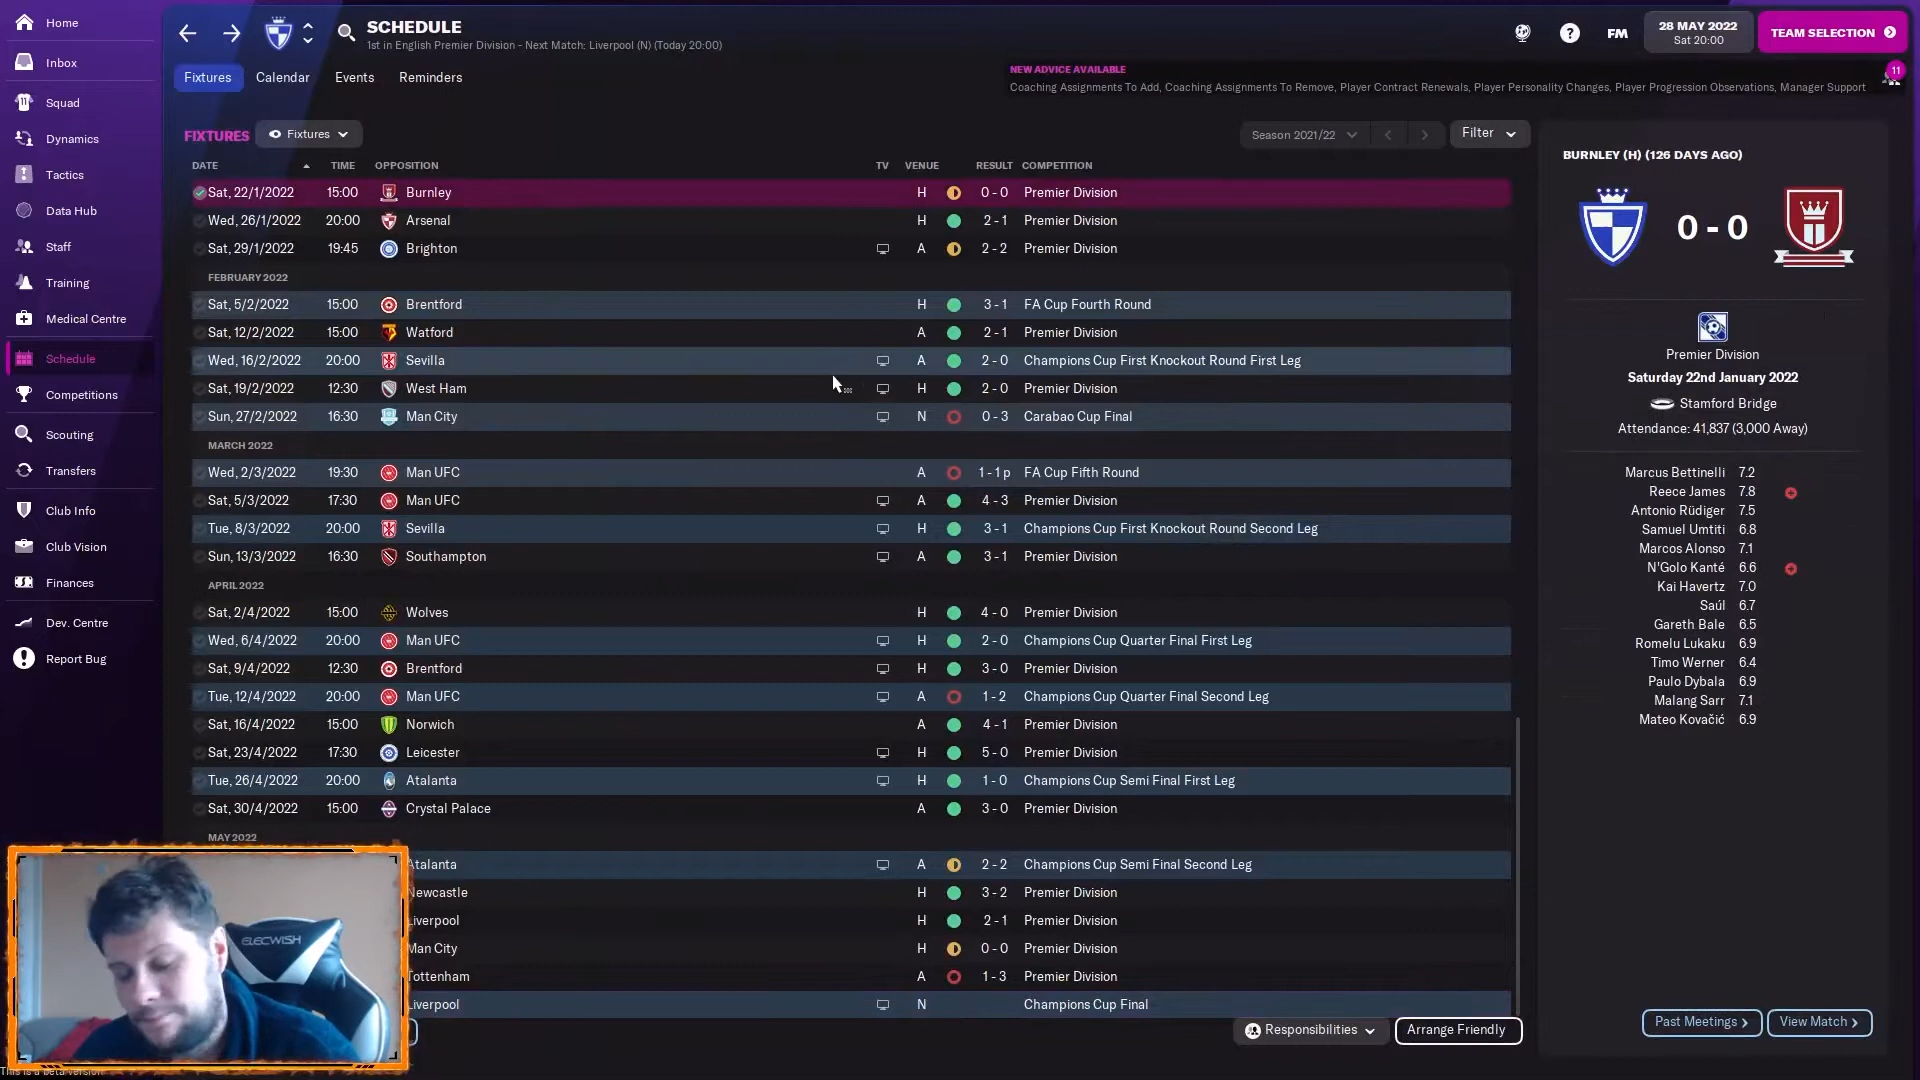 Home
Inbox
Squad
Dynamics
Tactics
Data Hub
Staff
Training
Medical Centre
Schedule
Competitions
Scouting
Transfers
Club Info
Club Vision
Finances
Dev. Centre
Report Bug
SCHEDULE
1st in English Premier Division - Next Match: Liverpool (N) (Today 20:00)
FM
28 MAY 2022
Sat 20:00
TEAM SELECTION
Fixtures Calendar Events Reminders
NEW ADVICE AVAILABLE
Coaching Assignments To Add, Coaching Assignments To Remove, Player Contract Renewals, Player Personality Changes, Player Progression Observations, Manager Support
11
FIXTURES Fixtures Season 2021/22 Filter
DATE TIME OPPOSITION TV VENUE RESULT COMPETITION
Sat, 22/1/2022 15:00 Burnley H 0 - 0 Premier Division
Wed, 26/1/2022 20:00 Arsenal H 2 - 1 Premier Division
Sat, 29/1/2022 19:45 Brighton A 2 - 2 Premier Division
FEBRUARY 2022
Sat, 5/2/2022 15:00 Brentford H 3 - 1 FA Cup Fourth Round
Sat, 12/2/2022 15:00 Watford A 2 - 1 Premier Division
Wed, 16/2/2022 20:00 Sevilla A 2 - 0 Champions Cup First Knockout Round First Leg
Sat, 19/2/2022 12:30 West Ham H 2 - 0 Premier Division
Sun, 27/2/2022 16:30 Man City N 0 - 3 Carabao Cup Final
MARCH 2022
Wed, 2/3/2022 19:30 Man UFC A 1 - 1 p FA Cup Fifth Round
Sat, 5/3/2022 17:30 Man UFC A 4 - 3 Premier Division
Tue, 8/3/2022 20:00 Sevilla H 3 - 1 Champions Cup First Knockout Round Second Leg
Sun, 13/3/2022 16:30 Southampton A 3 - 1 Premier Division
APRIL 2022
Sat, 2/4/2022 15:00 Wolves H 4 - 0 Premier Division
Wed, 6/4/2022 20:00 Man UFC H 2 - 0 Champions Cup Quarter Final First Leg
Sat, 9/4/2022 12:30 Brentford H 3 - 0 Premier Division
Tue, 12/4/2022 20:00 Man UFC A 1 - 2 Champions Cup Quarter Final Second Leg
Sat, 16/4/2022 15:00 Norwich A 4 - 1 Premier Division
Sat, 23/4/2022 17:30 Leicester H 5 - 0 Premier Division
Tue, 26/4/2022 20:00 Atalanta H 1 - 0 Champions Cup Semi Final First Leg
Sat, 30/4/2022 15:00 Crystal Palace A 3 - 0 Premier Division
MAY 2022
Atalanta A 2 - 2 Champions Cup Semi Final Second Leg
Newcastle H 3 - 2 Premier Division
Liverpool H 2 - 1 Premier Division
Man City H 0 - 0 Premier Division
Tottenham A 1 - 3 Premier Division
Liverpool N Champions Cup Final
Responsibilities Arrange Friendly
BURNLEY (H) (126 DAYS AGO)
0 - 0
Premier Division
Saturday 22nd January 2022
Stamford Bridge
Attendance: 41,837 (3,000 Away)
Marcus Bettinelli 7.2
Reece James 7.8
Antonio Rüdiger 7.5
Samuel Umtiti 6.8
Marcos Alonso 7.1
N'Golo Kanté 6.6
Kai Havertz 7.0
Saúl 6.7
Gareth Bale 6.5
Romelu Lukaku 6.9
Timo Werner 6.4
Paulo Dybala 6.9
Malang Sarr 7.1
Mateo Kovačić 6.9
Past Meetings View Match
ELECWISH
This is a beta version